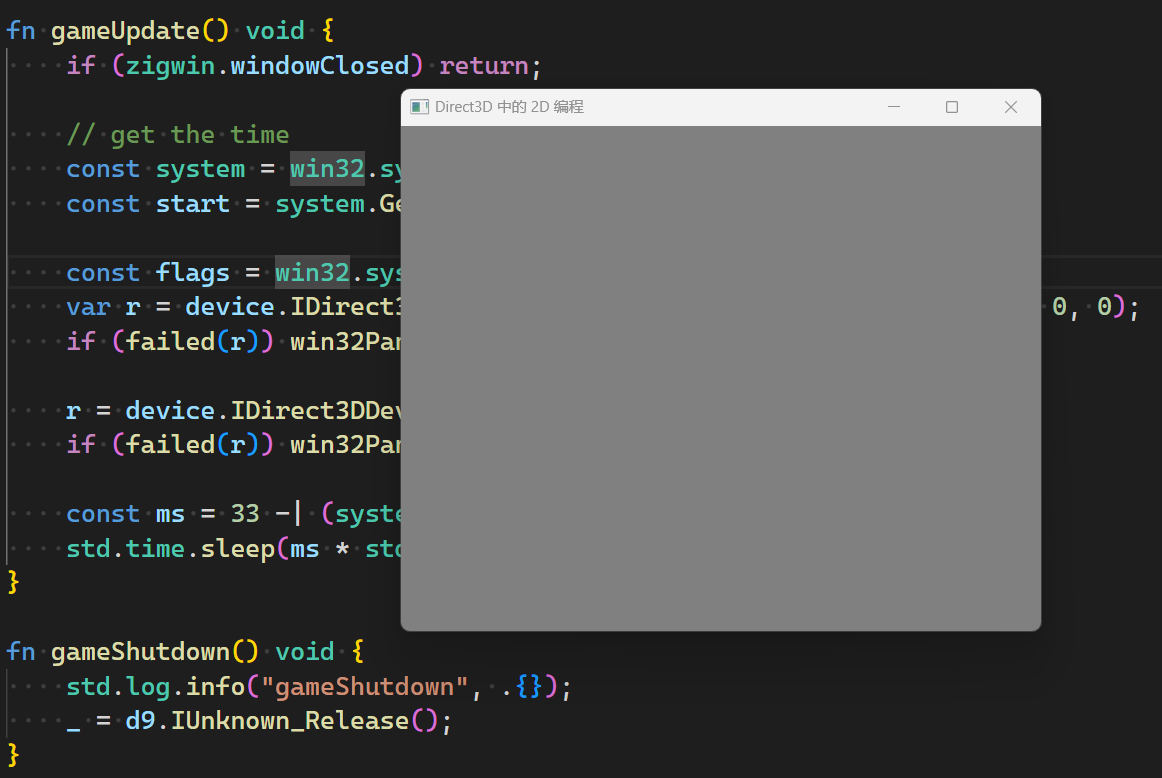 fn gameUpdate() void {
if (zigwin.windowClosed) return;
Direct3D 中的 2D 编程
// get the time
const system = win32.sy
const start = system.Ge
const flags = win32.sys
var r = device.IDirect3 0, 0);
if (failed(r)) win32Pan
r = device.IDirect3DDev
if (failed(r)) win32Pan
const ms = 33 -| (syste
std.time.sleep(ms * std
}
fn gameShutdown() void {
std.log.info("gameShutdown", .{});
_ = d9.IUnknown_Release();
}